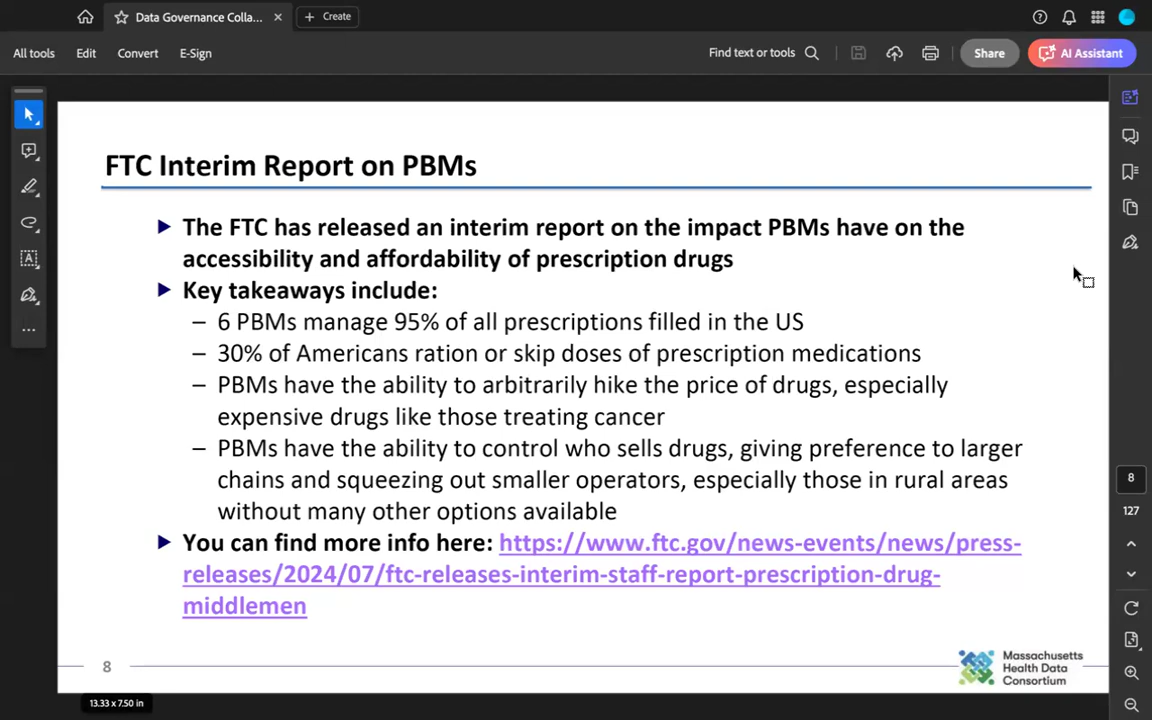 Data Governance Colla...
Create
All tools
Edit
Convert
E-Sign
Find text or tools
Share
AI Assistant
FTC Interim Report on PBMs
The FTC has released an interim report on the impact PBMs have on the
accessibility and affordability of prescription drugs
Key takeaways include:
– 6 PBMs manage 95% of all prescriptions filled in the US
– 30% of Americans ration or skip doses of prescription medications
– PBMs have the ability to arbitrarily hike the price of drugs, especially
expensive drugs like those treating cancer
– PBMs have the ability to control who sells drugs, giving preference to larger
chains and squeezing out smaller operators, especially those in rural areas
without many other options available
You can find more info here: https://www.ftc.gov/news-events/news/press-
releases/2024/07/ftc-releases-interim-staff-report-prescription-drug-
middlemen
8
127
8
Massachusetts
Health Data
Consortium
13.33 x 7.50 in